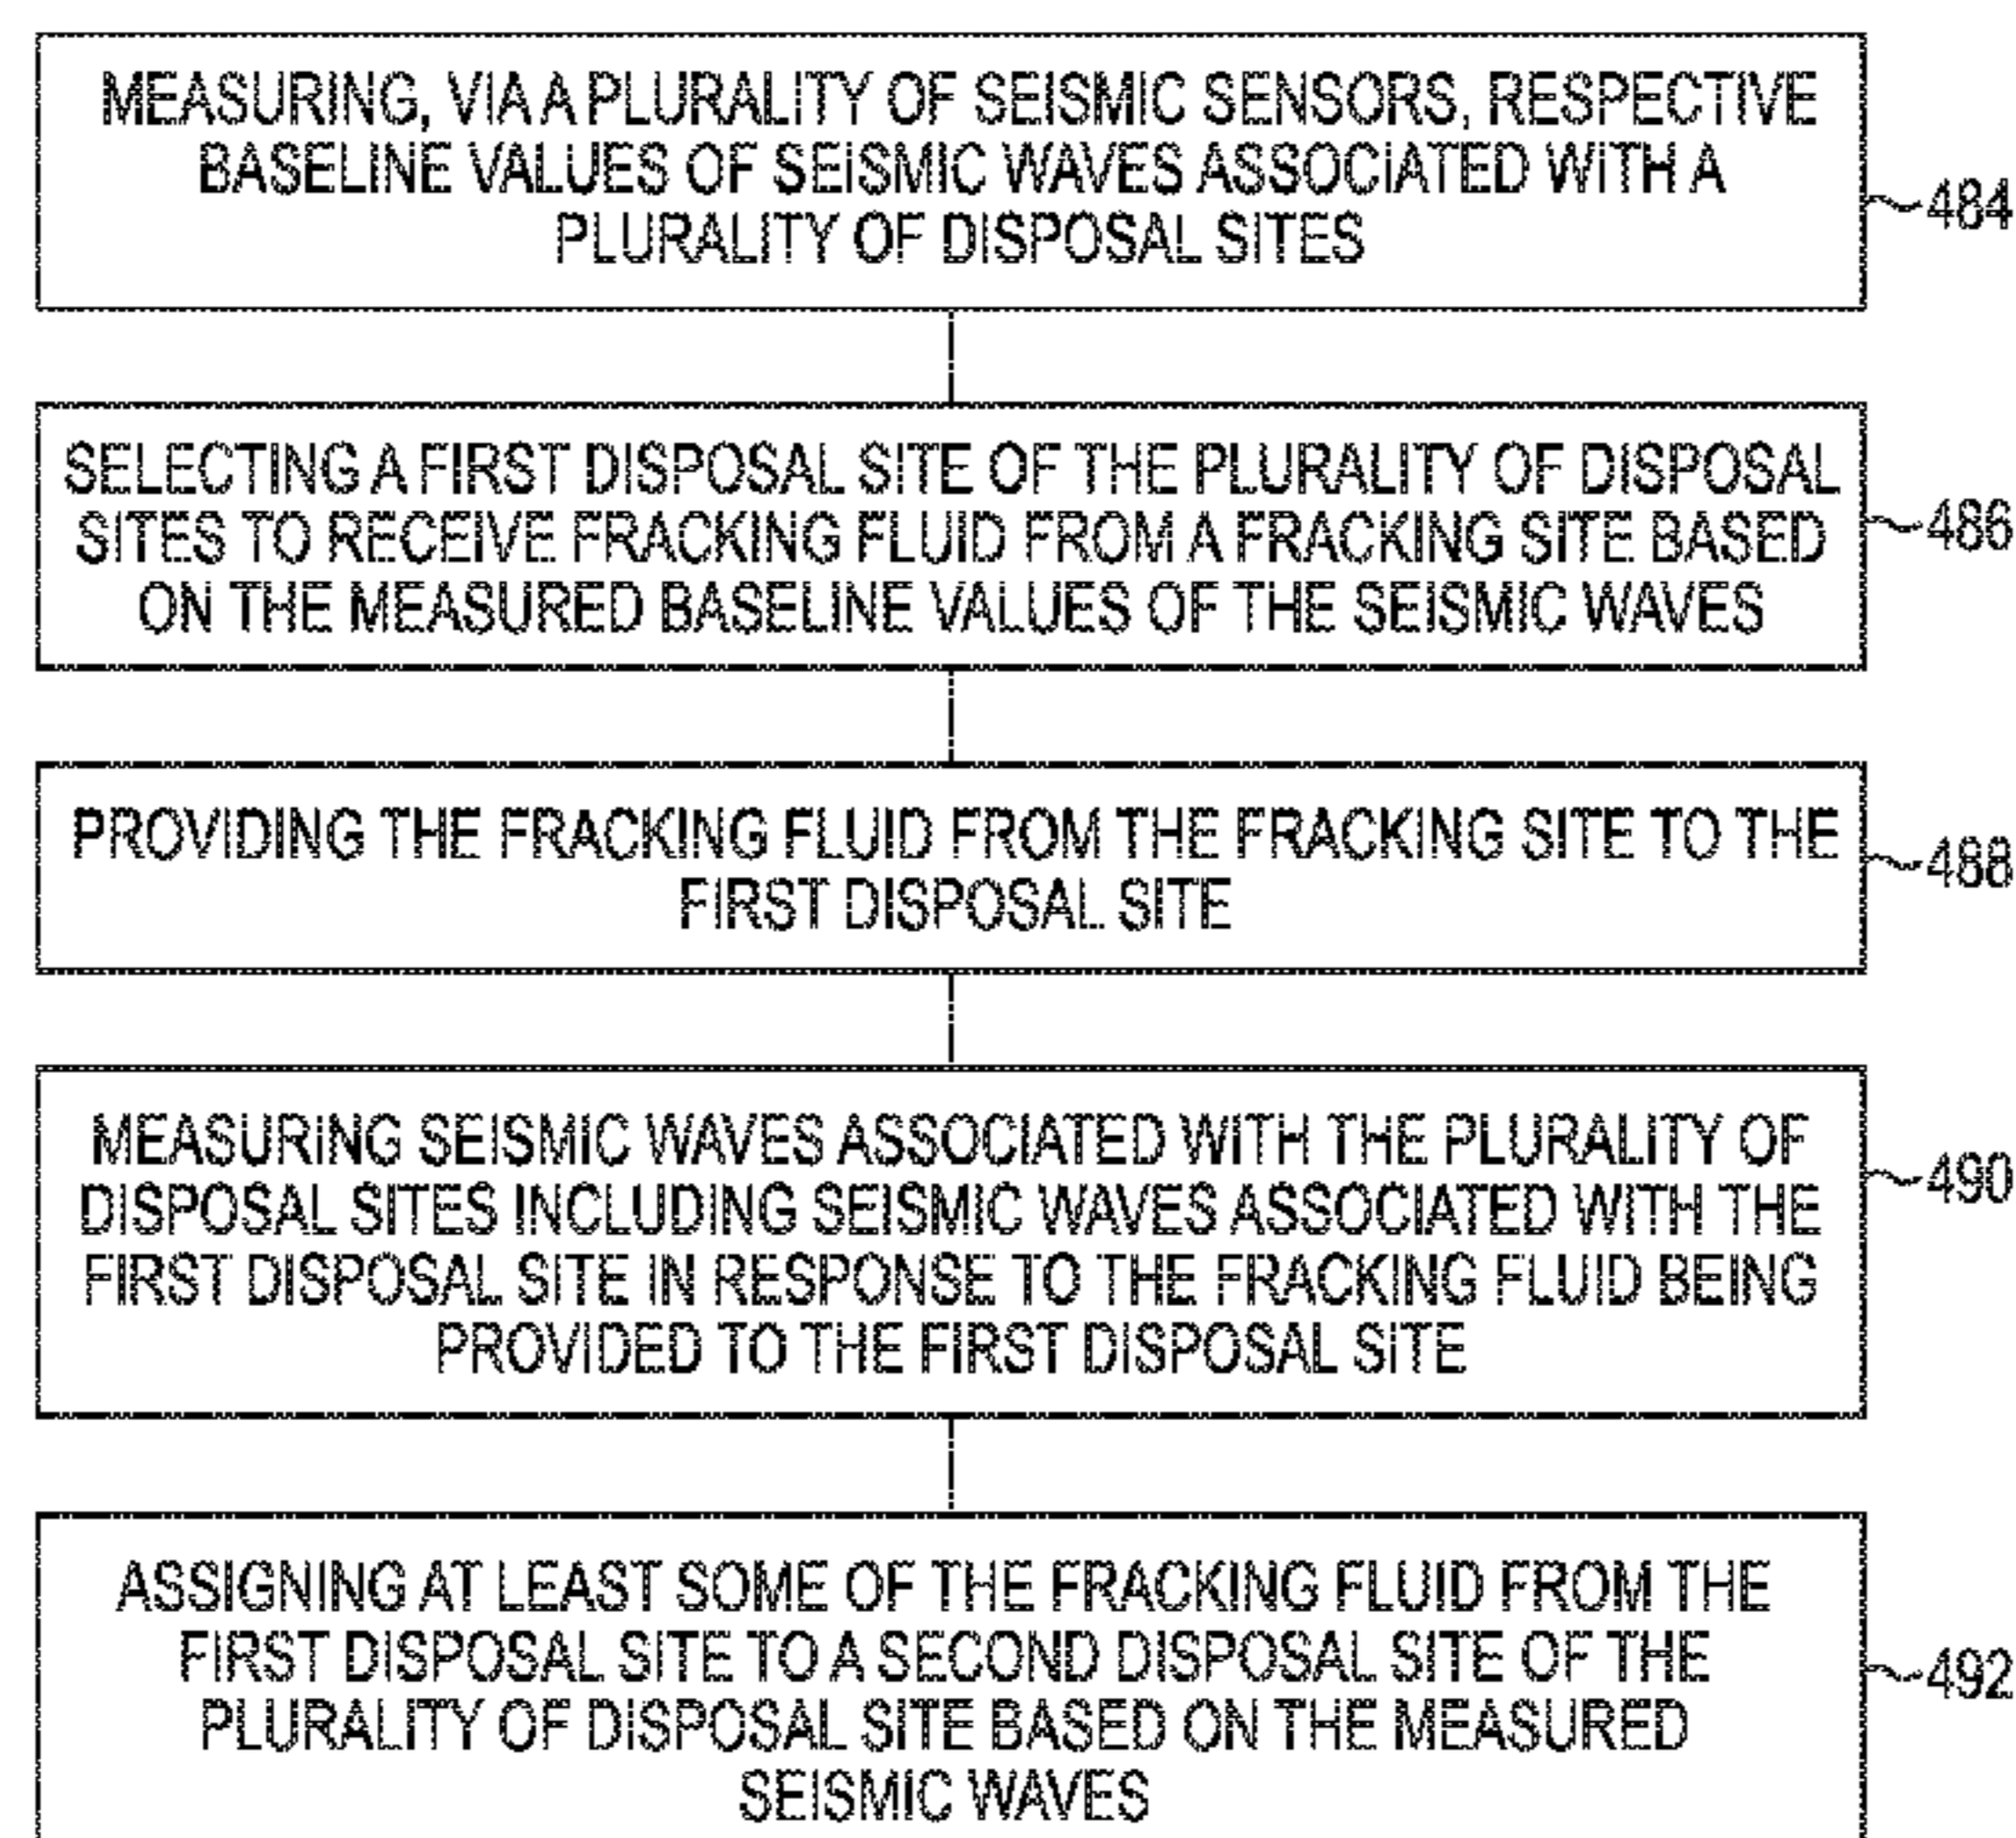 MEASURING, VIA A PLURALITY OF SEISMIC SENSORS, RESPECTIVE
BASELINE VALUES OF SEISMIC WAVES ASSOCIATED WITH A
PLURALITY OF DISPOSAL SITES
484
SELECTING A FIRST DISPOSAL SITE OF THE PLURALITY OF DISPOSAL
SITES TO RECEIVE FRACKING FLUID FROM A FRACKING SITE BASED
ON THE MEASURED BASELINE VALUES OF THE SEISMIC WAVES
486
PROVIDING THE FRACKING FLUID FROM THE FRACKING SITE TO THE
FIRST DISPOSAL SITE
488
MEASURING SEISMIC WAVES ASSOCIATED WITH THE PLURALITY OF
DISPOSAL SITES INCLUDING SEISMIC WAVES ASSOCIATED WITH THE
FIRST DISPOSAL SITE IN RESPONSE TO THE FRACKING FLUID BEING
PROVIDED TO THE FIRST DISPOSAL SITE
490
ASSIGNING AT LEAST SOME OF THE FRACKING FLUID FROM THE
FIRST DISPOSAL SITE TO A SECOND DISPOSAL SITE OF THE
PLURALITY OF DISPOSAL SITE BASED ON THE MEASURED
SEISMIC WAVES
492